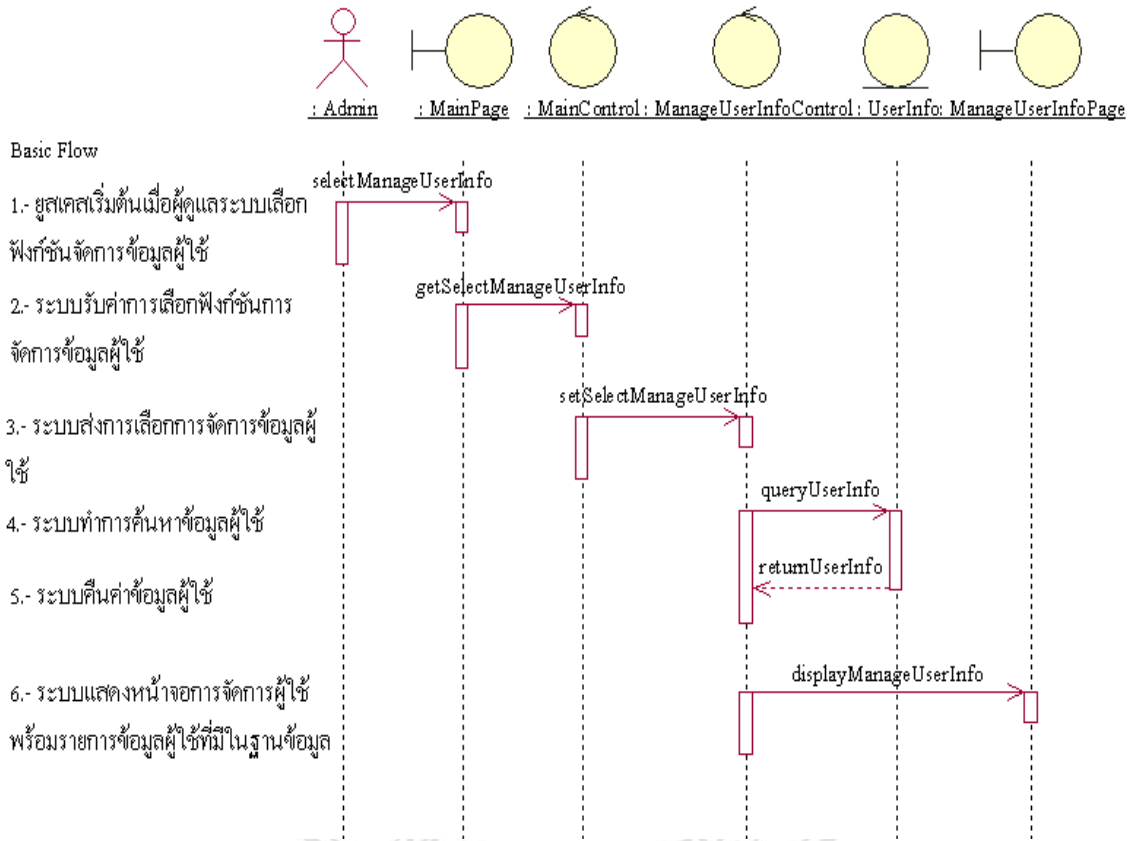 : Admin : MainPage : MainControl : ManageUserInfoControl : UserInfo : ManageUserInfoPage
Basic Flow
selectManageUserInfo
1.- ยูสเคสเริ่มต้นเมื่อผู้ดูแลระบบเลือก
ฟังก์ชันจัดการข้อมูลผู้ใช้
getSelectManageUserInfo
2.- ระบบรับค่าการเลือกฟังก์ชันการ
จัดการข้อมูลผู้ใช้
setSelectManageUserInfo
3.- ระบบส่งการเลือกการจัดการข้อมูลผู้
ใช้
queryUserInfo
4.- ระบบทำการค้นหาข้อมูลผู้ใช้
returnUserInfo
5.- ระบบคืนค่าข้อมูลผู้ใช้
displayManageUserInfo
6.- ระบบแสดงหน้าจอการจัดการผู้ใช้
พร้อมรายการข้อมูลผู้ใช้ที่มีในฐานข้อมูล